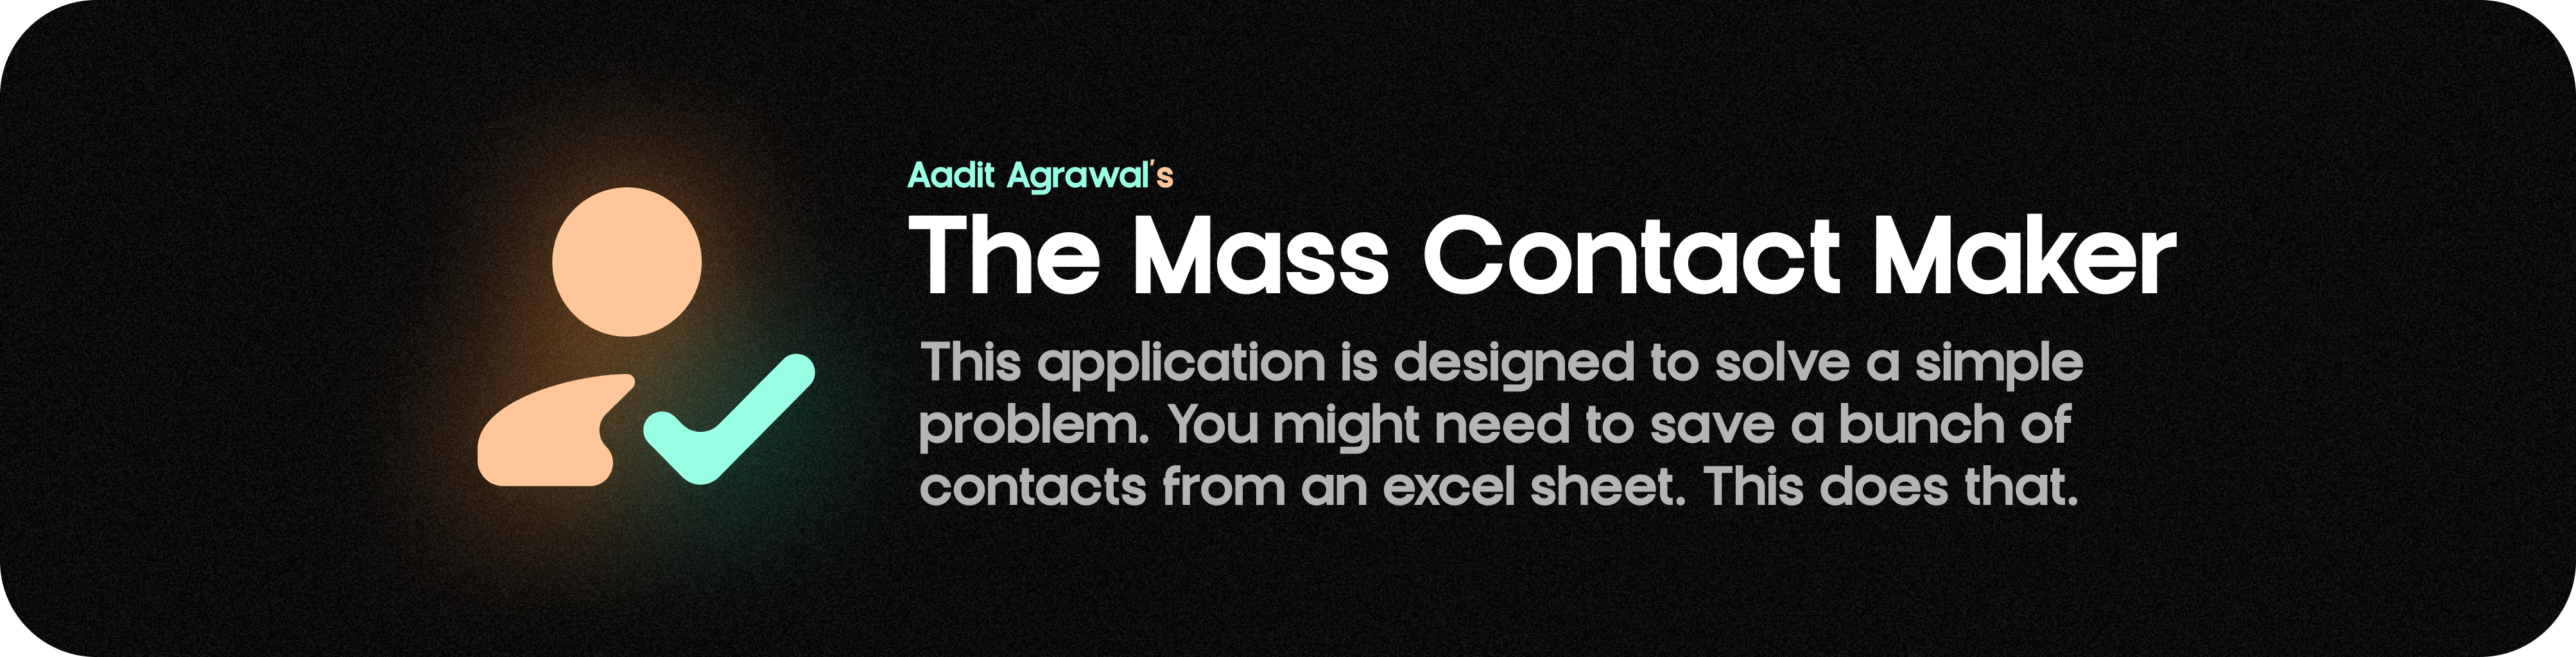 Aadit Agrawal's
The Mass Contact Maker
This application is designed to solve a simple
problem. You might need to save a bunch of
contacts from an excel sheet. This does that.